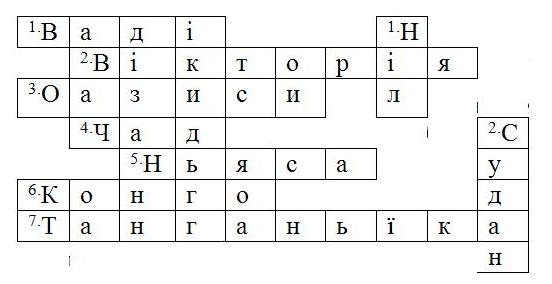 1.В а д і 1.Н
2.В і к т о р і я
3.О а з и с и л
4.Ч а д 2.С
5.Н ь я с а у
6.К о н г о д
7.Т а н г а н ь ї к а
н